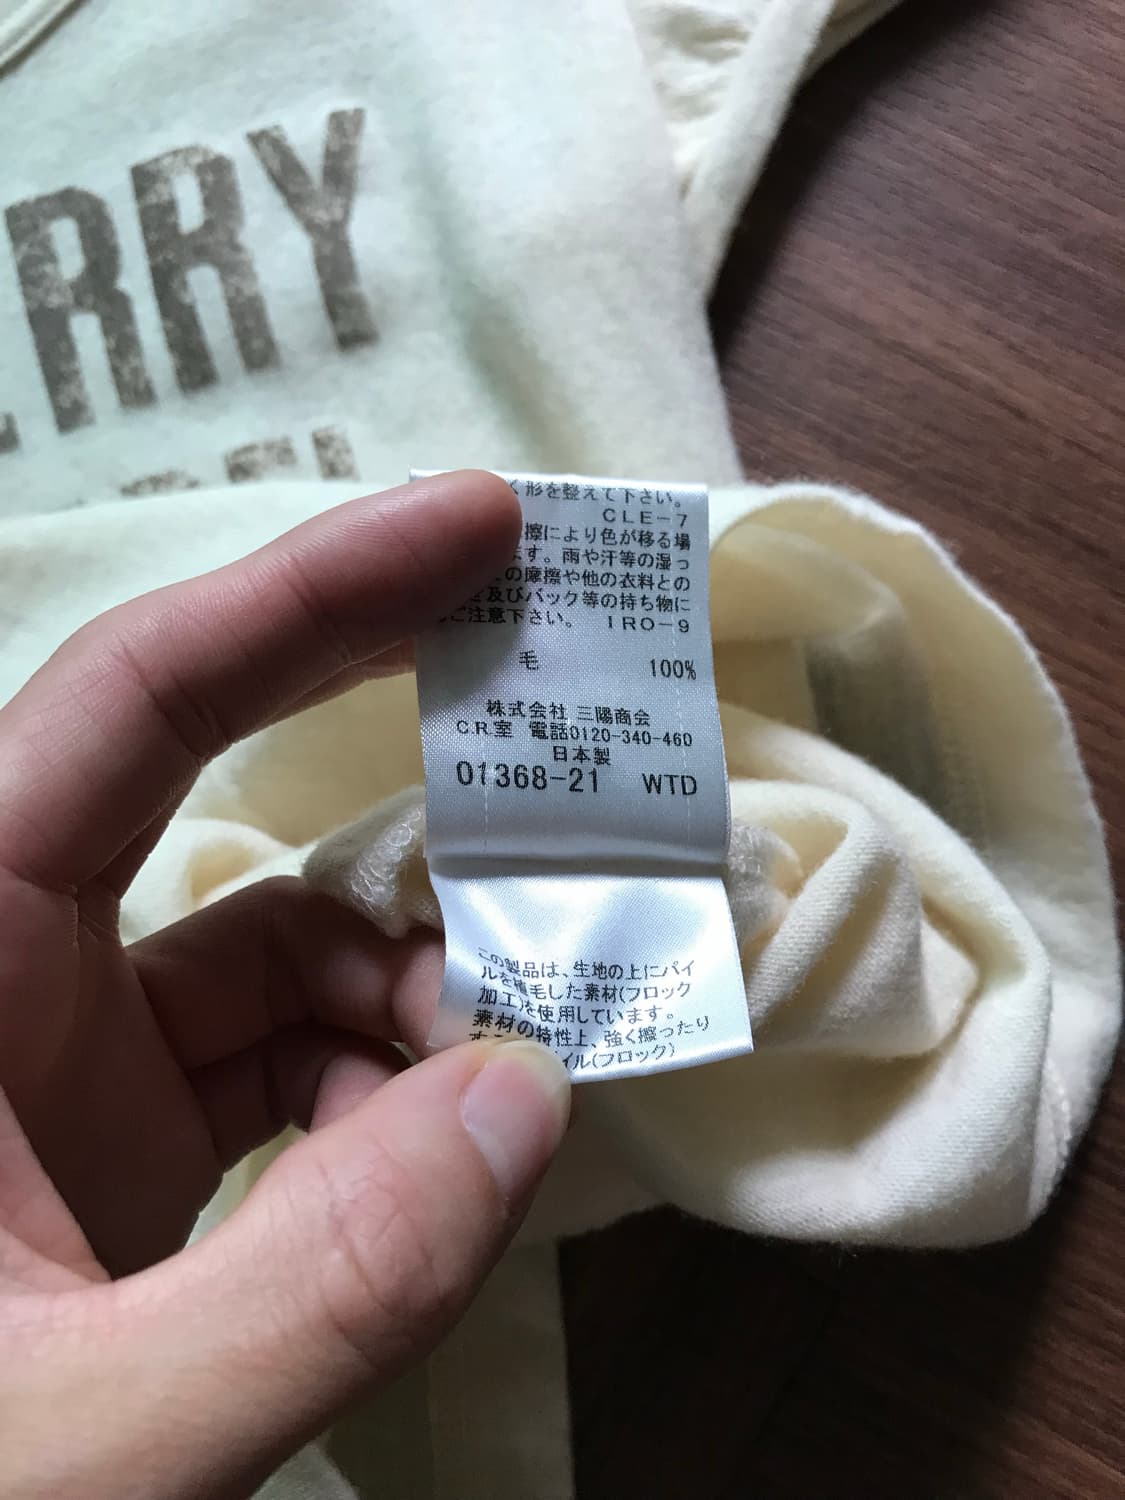 ERRY
く形を整えて下さい。
CLE-7
擦により色が移る場
ます。雨や汗等の湿っ
の摩擦や他の衣料との
及びバック等の持ち物に
ご注意下さい。 IRO-9
毛 100%
株式会社 三陽商会
C.R.室 電話0120-340-460
日本製
01368-21 WTD
この製品は、生地の上にパイ
ルを植毛した素材(フロック
加工)を使用しています。
素材の特性上、強く擦ったり
イル(フロック)